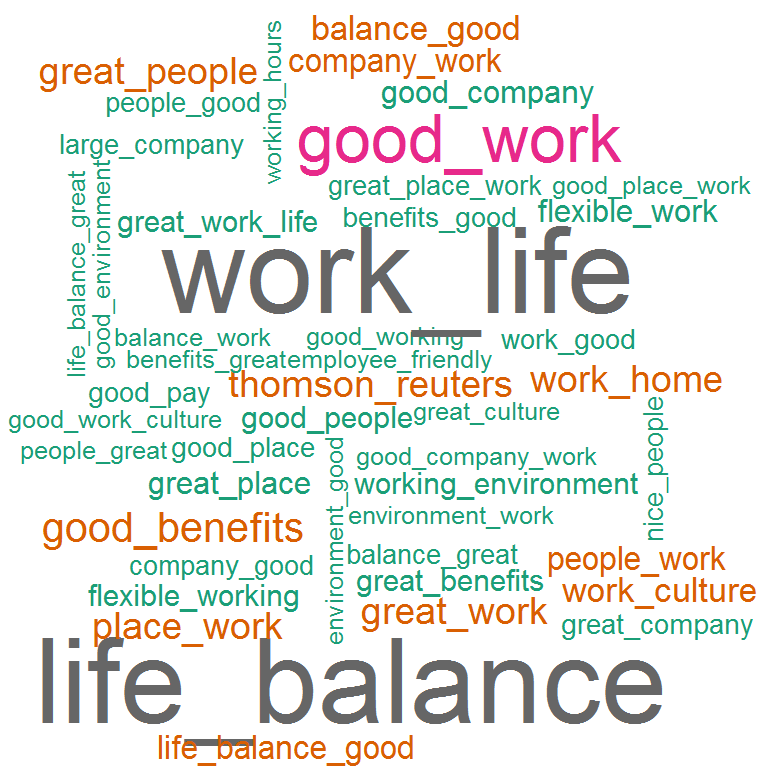 balance_good
working_hours
company_work
great_people
people_good
good_company
good_work
large_company
life_balance_great
good_environment
great_place_work
good_place_work
great_work_life
benefits_good
flexible_work
work_life
balance_work
good_working
work_good
benefits_great
employee_friendly
good_pay
thomson_reuters
work_home
good_work_culture
good_people
great_culture
nice_people
people_great
good_place
environment_good
good_company_work
great_place
working_environment
good_benefits
environment_work
company_good
balance_great
people_work
flexible_working
great_benefits
work_culture
place_work
great_work
great_company
life_balance
life_balance_good